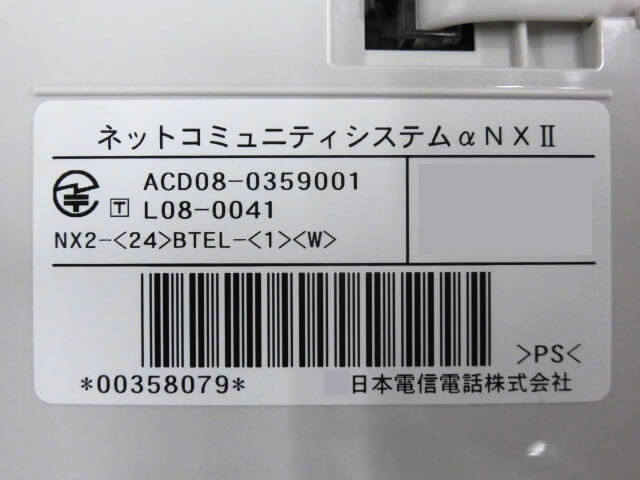 ネットコミュニティシステムαNXⅡ
ACD08-0359001
〒 L08-0041
NX2-<24>BTEL-<1><W>
>PS<
*00358079*
日本電信電話株式会社